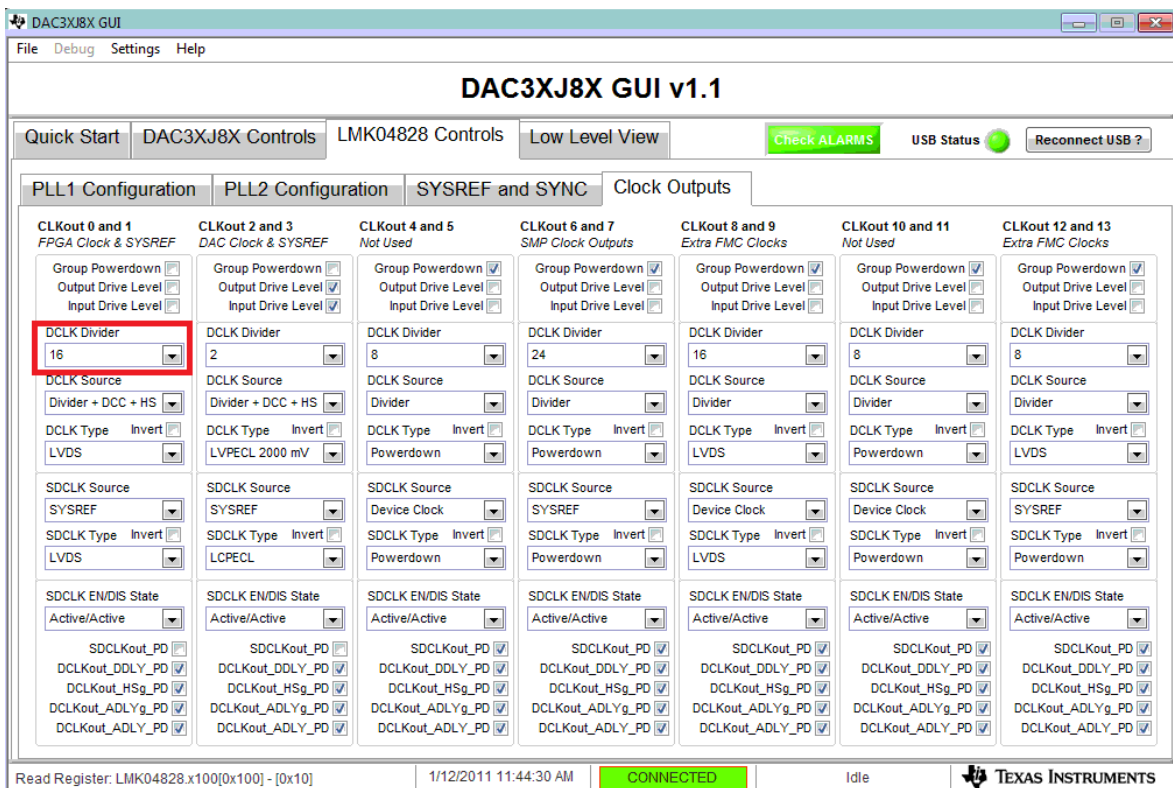 DAC3XJ8X GUI
File Debug Settings Help
DAC3XJ8X GUI v1.1
Quick Start DAC3XJ8X Controls LMK04828 Controls Low Level View Check ALARMS USB Status Reconnect USB ?
PLL1 Configuration PLL2 Configuration SYSREF and SYNC Clock Outputs
CLKout 0 and 1 CLKout 2 and 3 CLKout 4 and 5 CLKout 6 and 7 CLKout 8 and 9 CLKout 10 and 11 CLKout 12 and 13
FPGA Clock & SYSREF DAC Clock & SYSREF Not Used SMP Clock Outputs Extra FMC Clocks Not Used Extra FMC Clocks
Group Powerdown Group Powerdown Group Powerdown Group Powerdown Group Powerdown Group Powerdown Group Powerdown
Output Drive Level Output Drive Level Output Drive Level Output Drive Level Output Drive Level Output Drive Level Output Drive Level
Input Drive Level Input Drive Level Input Drive Level Input Drive Level Input Drive Level Input Drive Level Input Drive Level
DCLK Divider DCLK Divider DCLK Divider DCLK Divider DCLK Divider DCLK Divider DCLK Divider
16 2 8 24 16 8 8
DCLK Source DCLK Source DCLK Source DCLK Source DCLK Source DCLK Source DCLK Source
Divider + DCC + HS Divider + DCC + HS Divider Divider Divider Divider Divider
DCLK Type Invert DCLK Type Invert DCLK Type Invert DCLK Type Invert DCLK Type Invert DCLK Type Invert DCLK Type Invert
LVDS LVPECL 2000 mV Powerdown Powerdown LVDS Powerdown LVDS
SDCLK Source SDCLK Source SDCLK Source SDCLK Source SDCLK Source SDCLK Source SDCLK Source
SYSREF SYSREF Device Clock SYSREF Device Clock Device Clock SYSREF
SDCLK Type Invert SDCLK Type Invert SDCLK Type Invert SDCLK Type Invert SDCLK Type Invert SDCLK Type Invert SDCLK Type Invert
LVDS LCPECL Powerdown Powerdown LVDS Powerdown Powerdown
SDCLK EN/DIS State SDCLK EN/DIS State SDCLK EN/DIS State SDCLK EN/DIS State SDCLK EN/DIS State SDCLK EN/DIS State SDCLK EN/DIS State
Active/Active Active/Active Active/Active Active/Active Active/Active Active/Active Active/Active
SDCLKout_PD SDCLKout_PD SDCLKout_PD SDCLKout_PD SDCLKout_PD SDCLKout_PD SDCLKout_PD
DCLKout_DDLY_PD DCLKout_DDLY_PD DCLKout_DDLY_PD DCLKout_DDLY_PD DCLKout_DDLY_PD DCLKout_DDLY_PD DCLKout_DDLY_PD
DCLKout_HSg_PD DCLKout_HSg_PD DCLKout_HSg_PD DCLKout_HSg_PD DCLKout_HSg_PD DCLKout_HSg_PD DCLKout_HSg_PD
DCLKout_ADLYg_PD DCLKout_ADLYg_PD DCLKout_ADLYg_PD DCLKout_ADLYg_PD DCLKout_ADLYg_PD DCLKout_ADLYg_PD DCLKout_ADLYg_PD
DCLKout_ADLY_PD DCLKout_ADLY_PD DCLKout_ADLY_PD DCLKout_ADLY_PD DCLKout_ADLY_PD DCLKout_ADLY_PD DCLKout_ADLY_PD
Read Register: LMK04828.x100[0x100] - [0x10] 1/12/2011 11:44:30 AM CONNECTED Idle TEXAS INSTRUMENTS